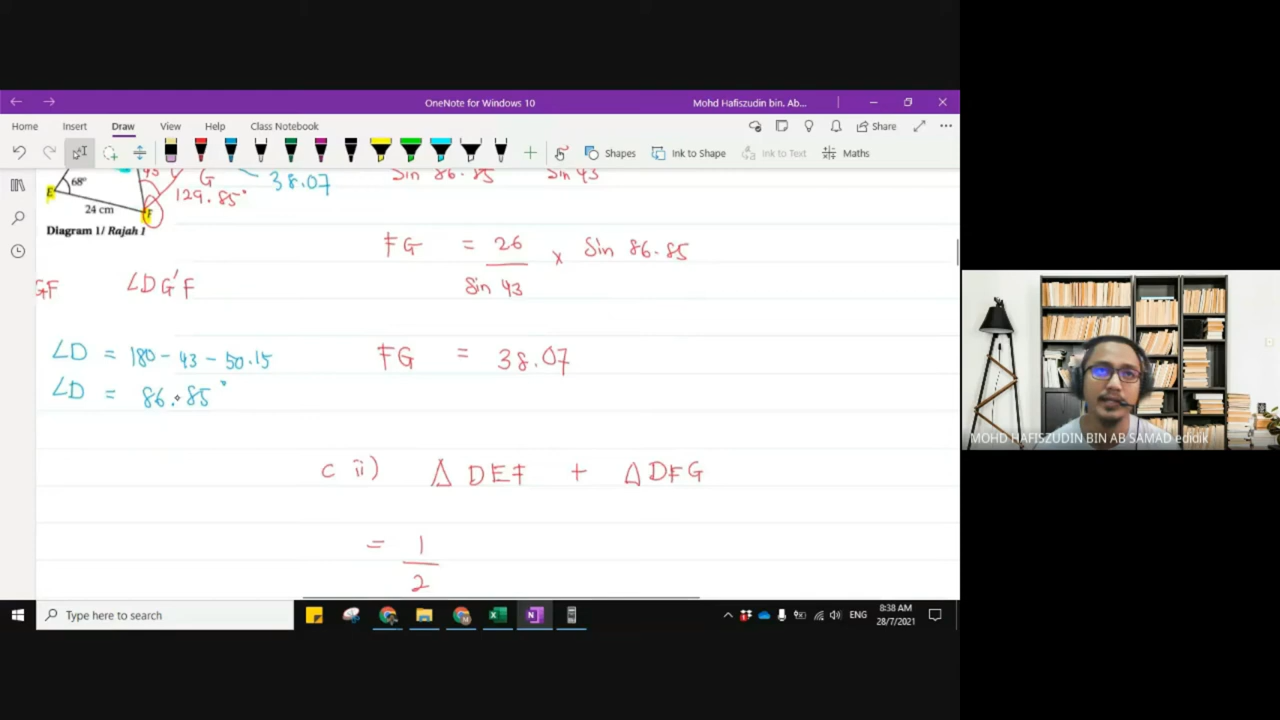 OneNote for Windows 10
Mohd Hafiszudin bin. Ab...
Home Insert Draw View Help Class Notebook
Share
Shapes Ink to Shape Ink to Text Maths
E 68° 43 G
38.07
129.85°
24 cm F
Diagram 1/ Rajah 1
Sin 86.85 Sin 43
FG = 26 x Sin 86.85
Sin 43
GF ∠DG'F
∠D = 180 - 43 - 50.15
∠D = 86.85°
FG = 38.07
c ii) △ DEF + △ DFG
= 1
2
MOHD HAFISZUDIN BIN AB SAMAD edidik
Type here to search
ENG
8:38 AM
28/7/2021